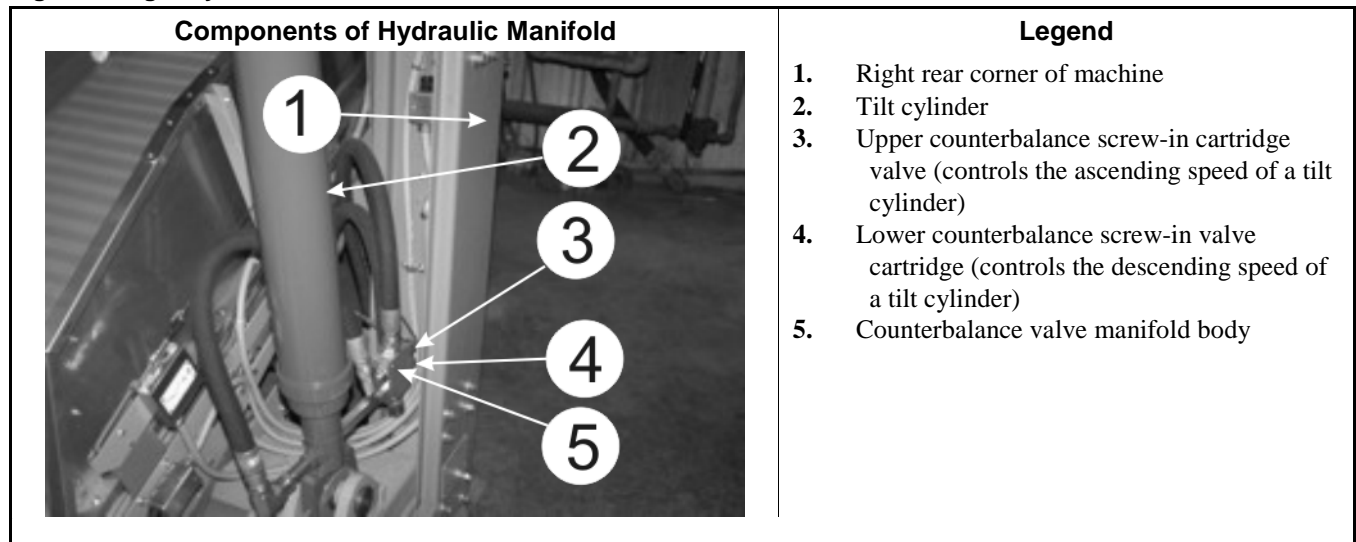 Components of Hydraulic Manifold
1
2
3
4
5
Legend
1. Right rear corner of machine
2. Tilt cylinder
3. Upper counterbalance screw-in cartridge
valve (controls the ascending speed of a tilt
cylinder)
4. Lower counterbalance screw-in valve
cartridge (controls the descending speed of
a tilt cylinder)
5. Counterbalance valve manifold body